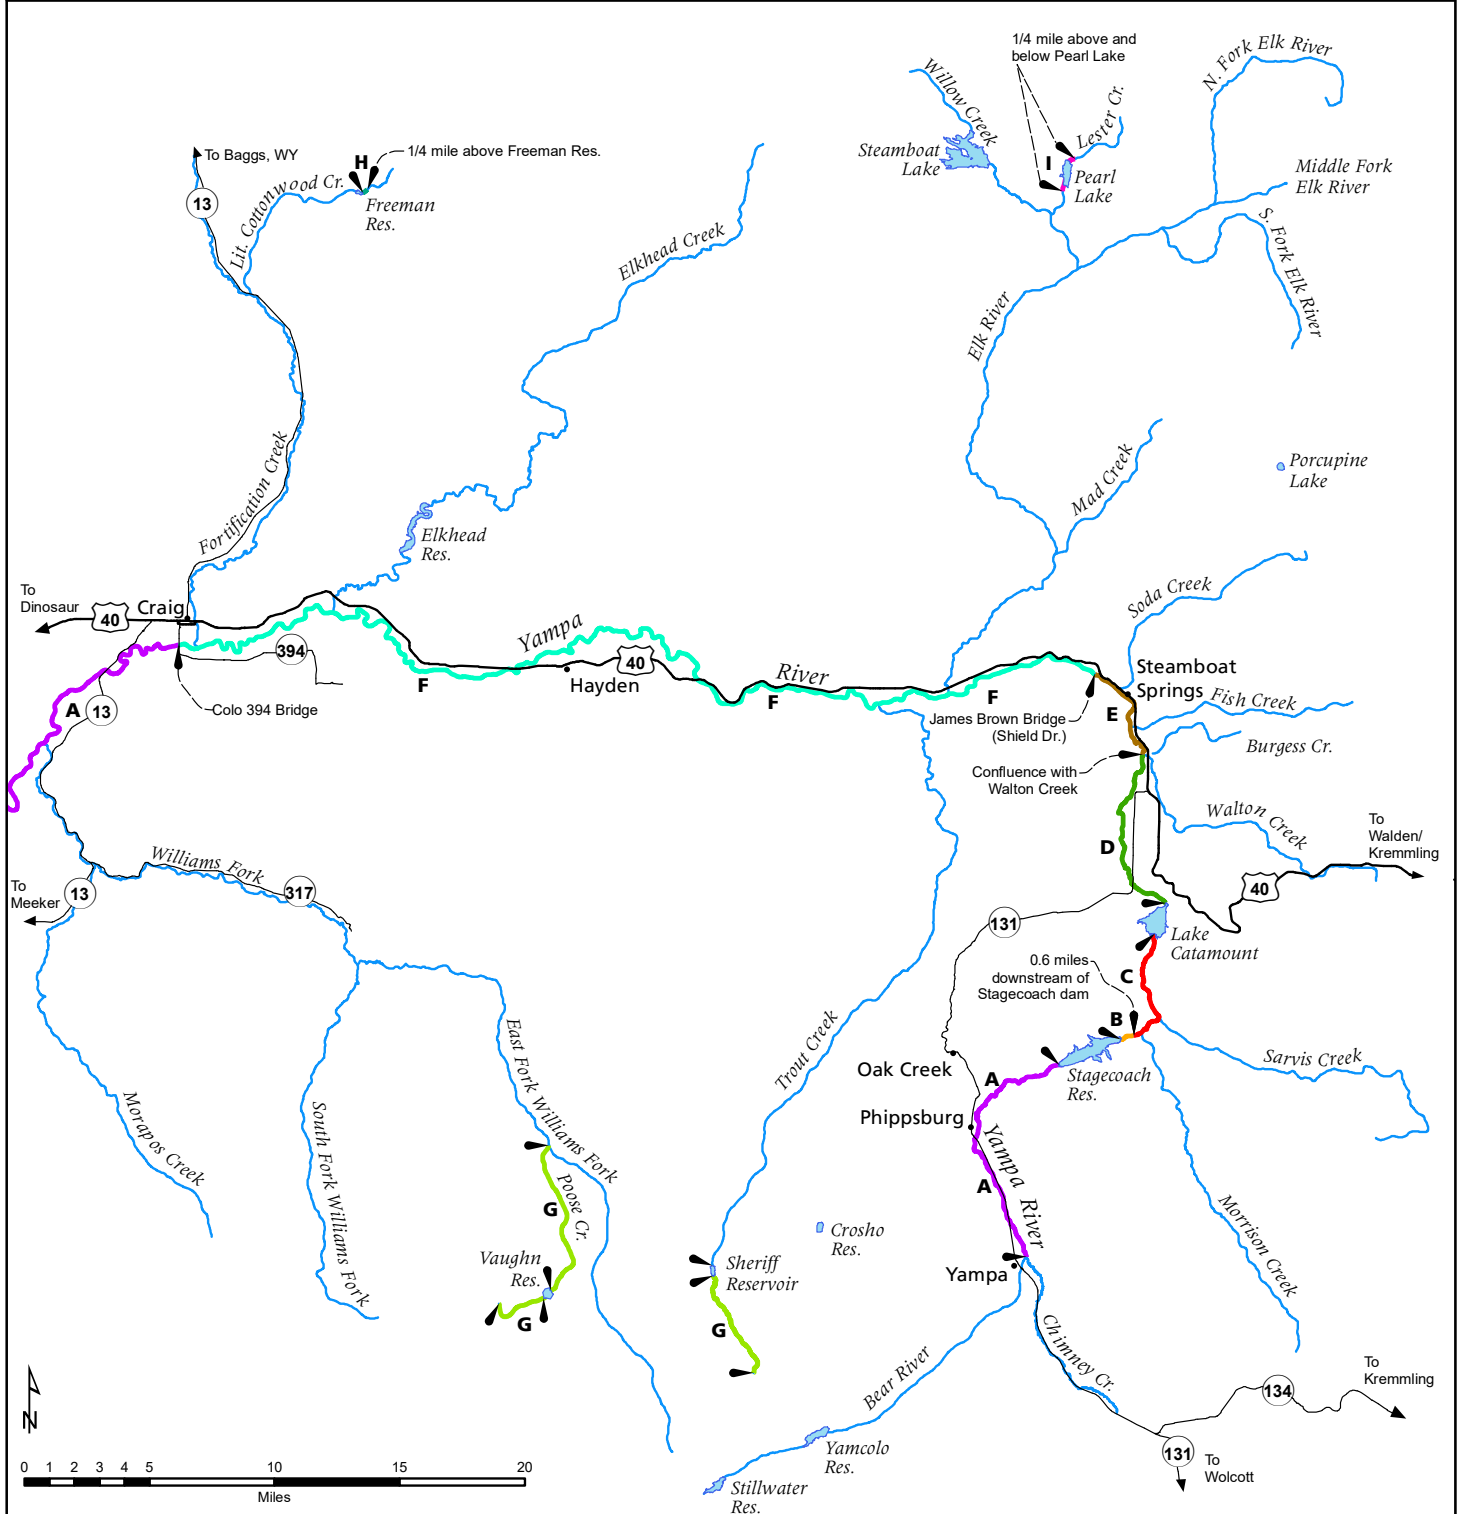 1/4 mile above and
below Pearl Lake
N. Fork Elk River
Willow Creek
Lester Cr.
Steamboat
Lake
I
Pearl
Lake
Middle Fork
Elk River
S. Fork Elk River
To Baggs, WY
H
1/4 mile above Freeman Res.
13
Lit. Cottonwood Cr.
Freeman
Res.
Elkhead Creek
Elk River
Fortification Creek
Mad Creek
Porcupine
Lake
Elkhead
Res.
To
Dinosaur
40
Craig
Soda Creek
394
Yampa
40
River
Hayden
F
F
F
Steamboat
Springs
A
13
Colo 394 Bridge
James Brown Bridge
(Shield Dr.)
E
Fish Creek
Burgess Cr.
Confluence with
Walton Creek
Walton Creek
D
To
Walden/
Kremmling
40
Williams Fork
317
To
Meeker
13
131
Lake
Catamount
0.6 miles
downstream of
Stagecoach dam
C
B
East Fork Williams Fork
Trout Creek
Oak Creek
A
Stagecoach
Res.
Sarvis Creek
Morapos Creek
South Fork Williams Fork
Phippsburg
Yampa River
A
Poose Cr.
G
Vaughn
Res.
G
Crosho
Res.
Sheriff
Reservoir
G
Yampa
Morrison Creek
Chimney Cr.
Bear River
To
Kremmling
134
131
To
Wolcott
Yamcolo
Res.
Stillwater
Res.
N
0 1 2 3 4 5 10 15 20
Miles